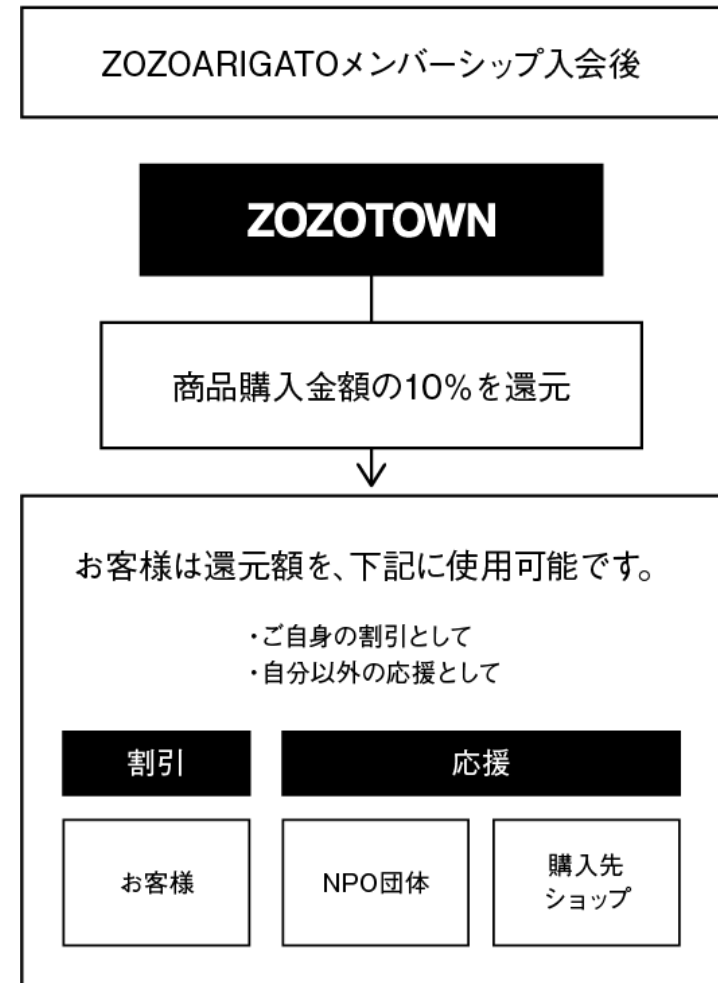 ZOZOARIGATOメンバーシップ入会後
ZOZOTOWN
商品購入金額の10%を還元
お客様は還元額を、下記に使用可能です。
・ご自身の割引として
・自分以外の応援として
割引
応援
お客様
NPO団体
購入先
ショップ